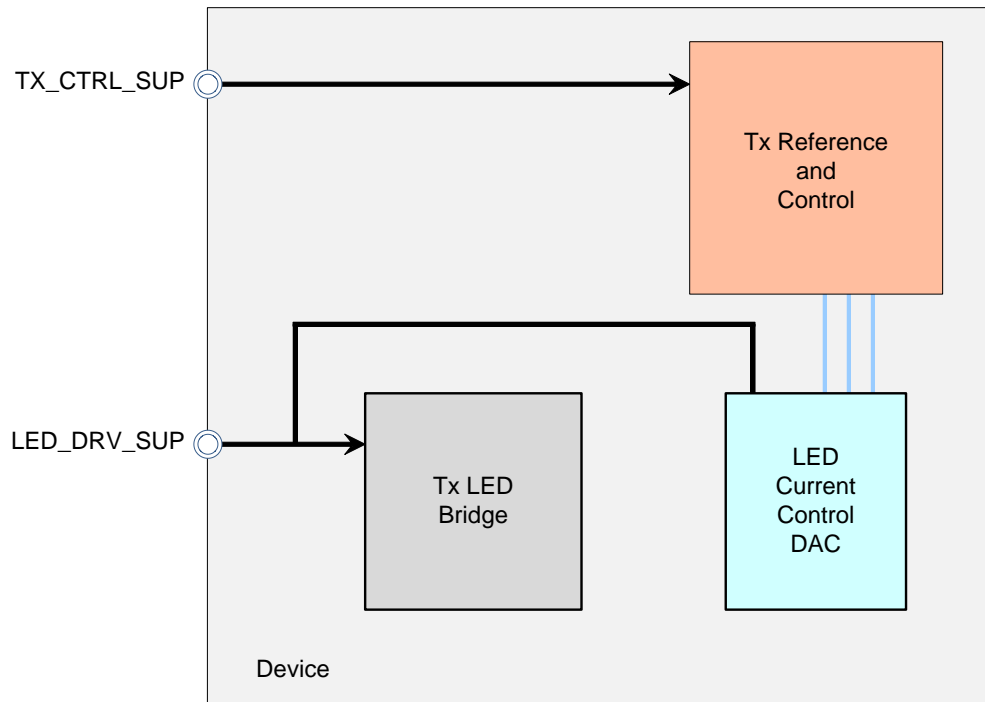 TX_CTRL_SUP
Tx Reference
and
Control
LED_DRV_SUP
Tx LED
Bridge
LED
Current
Control
DAC
Device